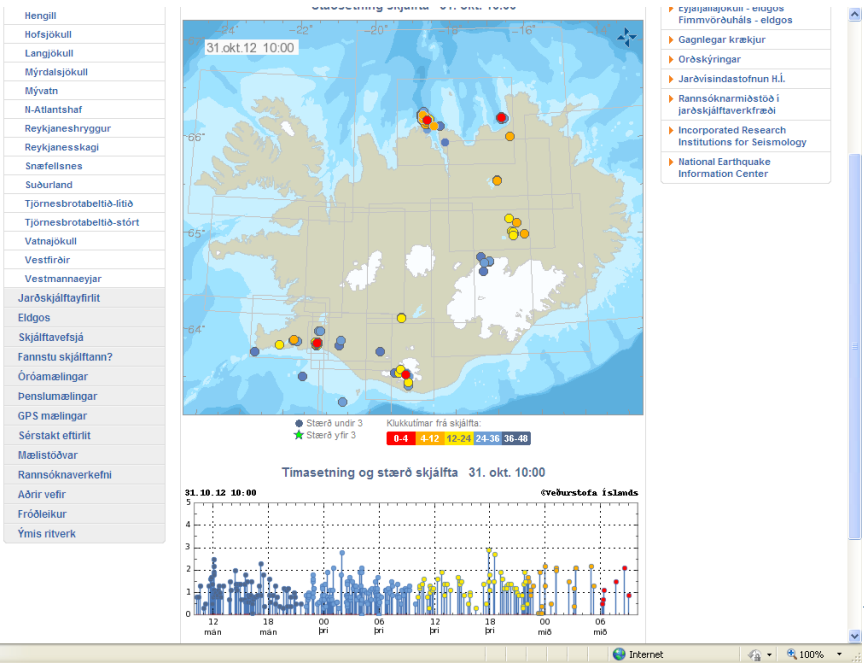 Hengill
Hofsjökull
Langjökull
Mýrdalsjökull
Mývatn
N-Atlantshaf
Reykjaneshryggur
Reykjanesskagi
Snæfellsnes
Suðurland
Tjörnesbrotabeltið-lítið
Tjörnesbrotabeltið-stórt
Vatnajökull
Vestfirðir
Vestmannaeyjar
Jarðskjálftayfirlit
Eldgos
Skjálftavefsjá
Fannstu skjálftann?
Óróamælingar
Þenslumælingar
GPS mælingar
Sérstakt eftirlit
Mælistöðvar
Rannsóknaverkefni
Aðrir vefir
Fróðleikur
Ýmis ritverk
Staðsetning skjálfta 31. okt. 10:00
-24°
-22°
-20°
-18°
-16°
31.okt.12 10:00
-66°
-65°
-64°
Stærð undir 3
Stærð yfir 3
Klukkutímar frá skjálfta:
0-4 4-12 12-24 24-36 36-48
Tímasetning og stærð skjálfta 31. okt. 10:00
31.10.12 10:00
©Veðurstofa Íslands
5
4
3
2
1
0
12 18 00 06 12 18 00 06
mán mán þri þri þri þri mið mið
Eyjafjallajökull - eldgos
Fimmvörðuháls - eldgos
Gagnlegar krækjur
Orðskýringar
Jarðvísindastofnun H.Í.
Rannsóknarmiðstöð í
jarðskjálftaverkfræði
Incorporated Research
Institutions for Seismology
National Earthquake
Information Center
Internet
100%